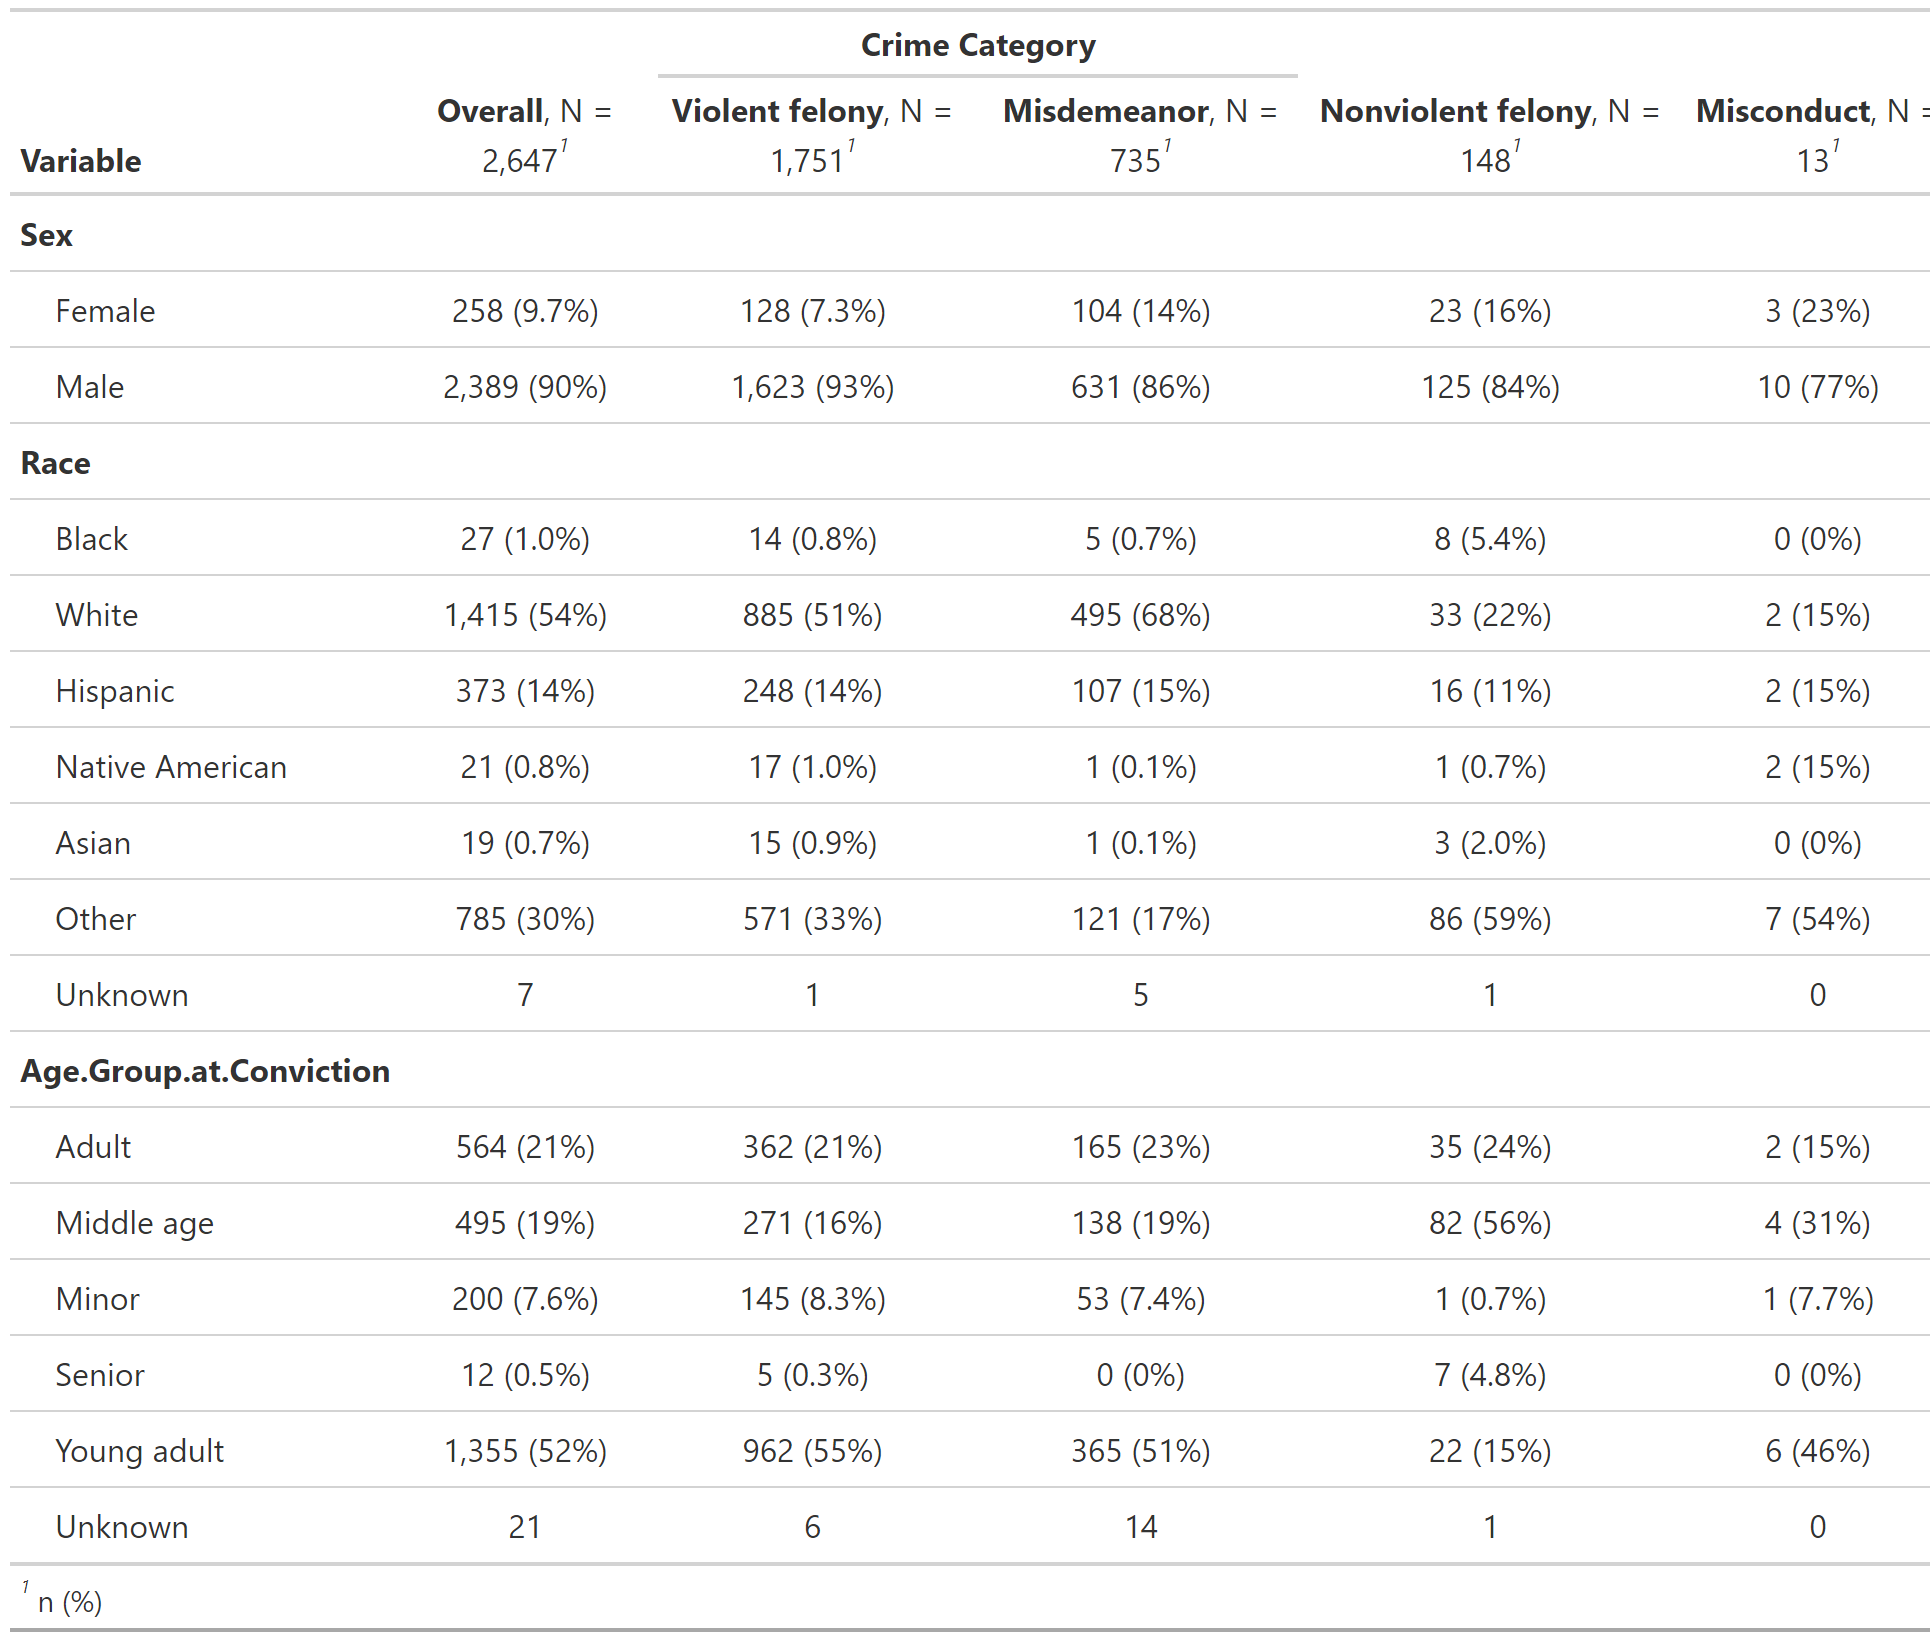 Crime Category
Overall, N = Violent felony, N = Misdemeanor, N = Nonviolent felony, N = Misconduct, N =
Variable 2,647¹ 1,751¹ 735¹ 148¹ 13¹
Sex
Female 258 (9.7%) 128 (7.3%) 104 (14%) 23 (16%) 3 (23%)
Male 2,389 (90%) 1,623 (93%) 631 (86%) 125 (84%) 10 (77%)
Race
Black 27 (1.0%) 14 (0.8%) 5 (0.7%) 8 (5.4%) 0 (0%)
White 1,415 (54%) 885 (51%) 495 (68%) 33 (22%) 2 (15%)
Hispanic 373 (14%) 248 (14%) 107 (15%) 16 (11%) 2 (15%)
Native American 21 (0.8%) 17 (1.0%) 1 (0.1%) 1 (0.7%) 2 (15%)
Asian 19 (0.7%) 15 (0.9%) 1 (0.1%) 3 (2.0%) 0 (0%)
Other 785 (30%) 571 (33%) 121 (17%) 86 (59%) 7 (54%)
Unknown 7 1 5 1 0
Age.Group.at.Conviction
Adult 564 (21%) 362 (21%) 165 (23%) 35 (24%) 2 (15%)
Middle age 495 (19%) 271 (16%) 138 (19%) 82 (56%) 4 (31%)
Minor 200 (7.6%) 145 (8.3%) 53 (7.4%) 1 (0.7%) 1 (7.7%)
Senior 12 (0.5%) 5 (0.3%) 0 (0%) 7 (4.8%) 0 (0%)
Young adult 1,355 (52%) 962 (55%) 365 (51%) 22 (15%) 6 (46%)
Unknown 21 6 14 1 0
¹ n (%)